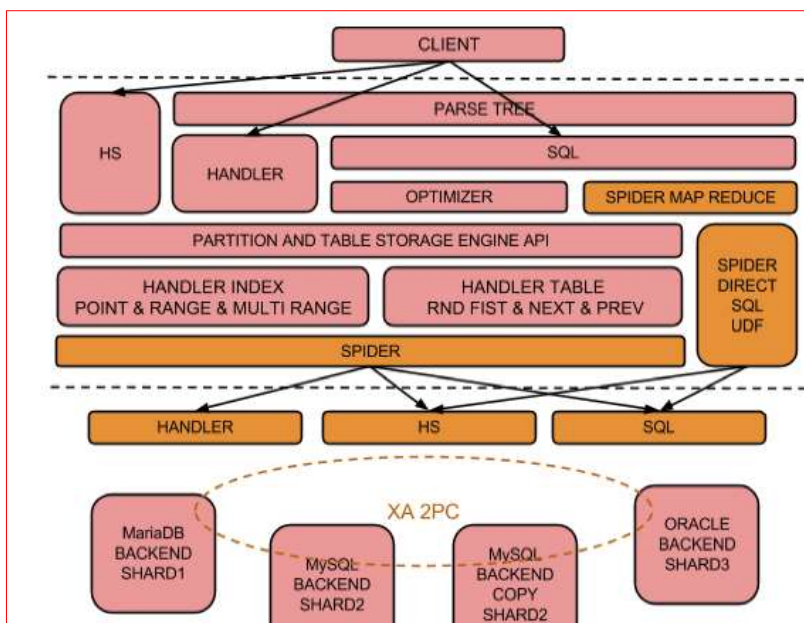 CLIENT
PARSE TREE
HS
HANDLER
SQL
OPTIMIZER
SPIDER MAP REDUCE
PARTITION AND TABLE STORAGE ENGINE API
SPIDER
DIRECT
SQL
UDF
HANDLER INDEX
POINT & RANGE & MULTI RANGE
HANDLER TABLE
RND FIST & NEXT & PREV
SPIDER
HANDLER
HS
SQL
XA 2PC
MariaDB
BACKEND
SHARD1
MySQL
BACKEND
SHARD2
MySQL
BACKEND
COPY
SHARD2
ORACLE
BACKEND
SHARD3